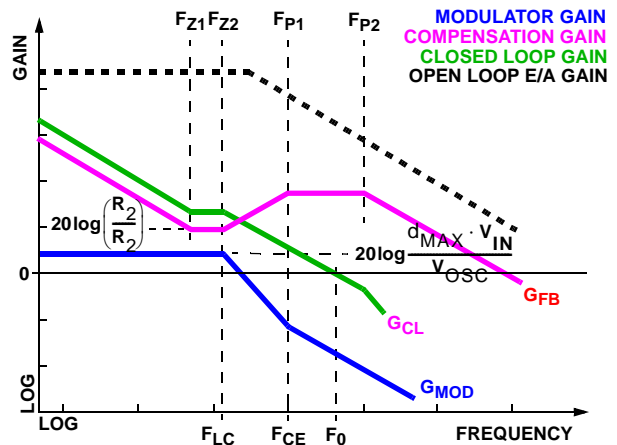 F_Z1 F_Z2 F_P1 F_P2
MODULATOR GAIN
COMPENSATION GAIN
CLOSED LOOP GAIN
OPEN LOOP E/A GAIN
GAIN
20log(R_2/R_2)
20log d_MAX · V_IN / V_OSC
0
G_FB
G_CL
G_MOD
LOG
LOG
F_LC F_CE F_0
FREQUENCY